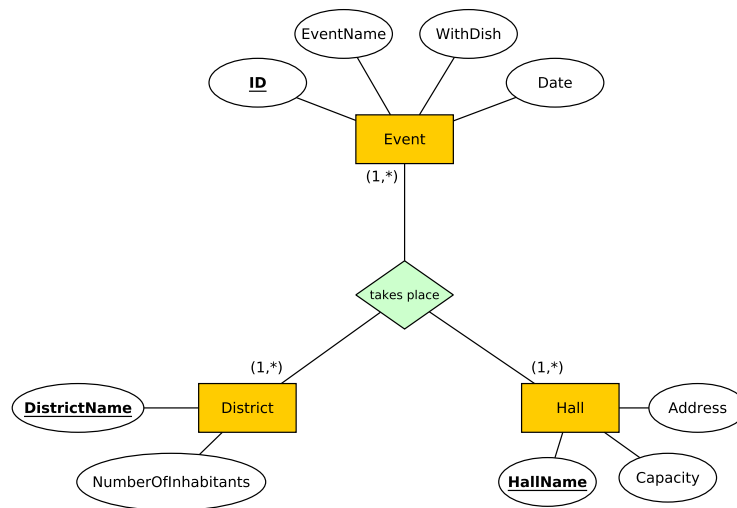 EventName
WithDish
ID
Date
Event
(1,*)
takes place
(1,*)
(1,*)
DistrictName
District
Hall
Address
NumberOfInhabitants
HallName
Capacity